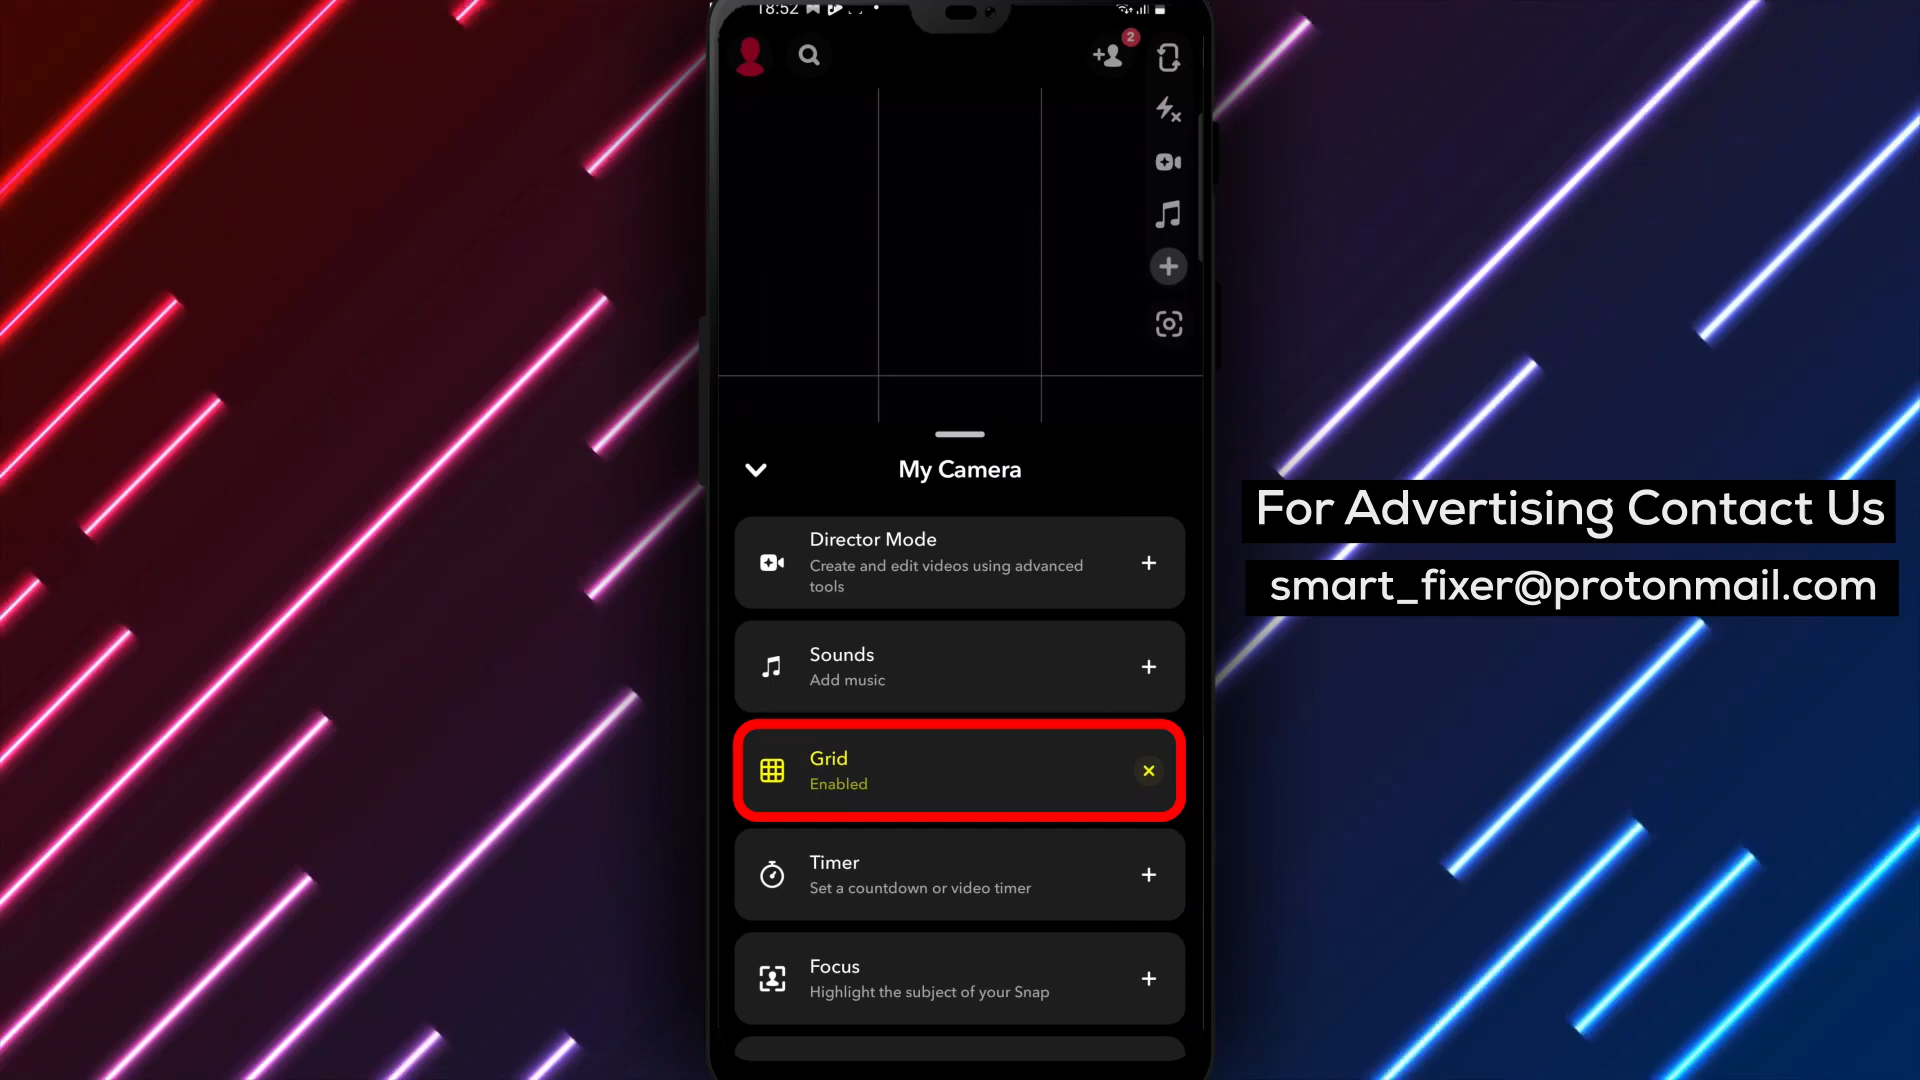 18:52
2
My Camera
Director Mode
Create and edit videos using advanced
tools
Sounds
Add music
Grid
Enabled
Timer
Set a countdown or video timer
Focus
Highlight the subject of your Snap
For Advertising Contact Us
smart_fixer@protonmail.com